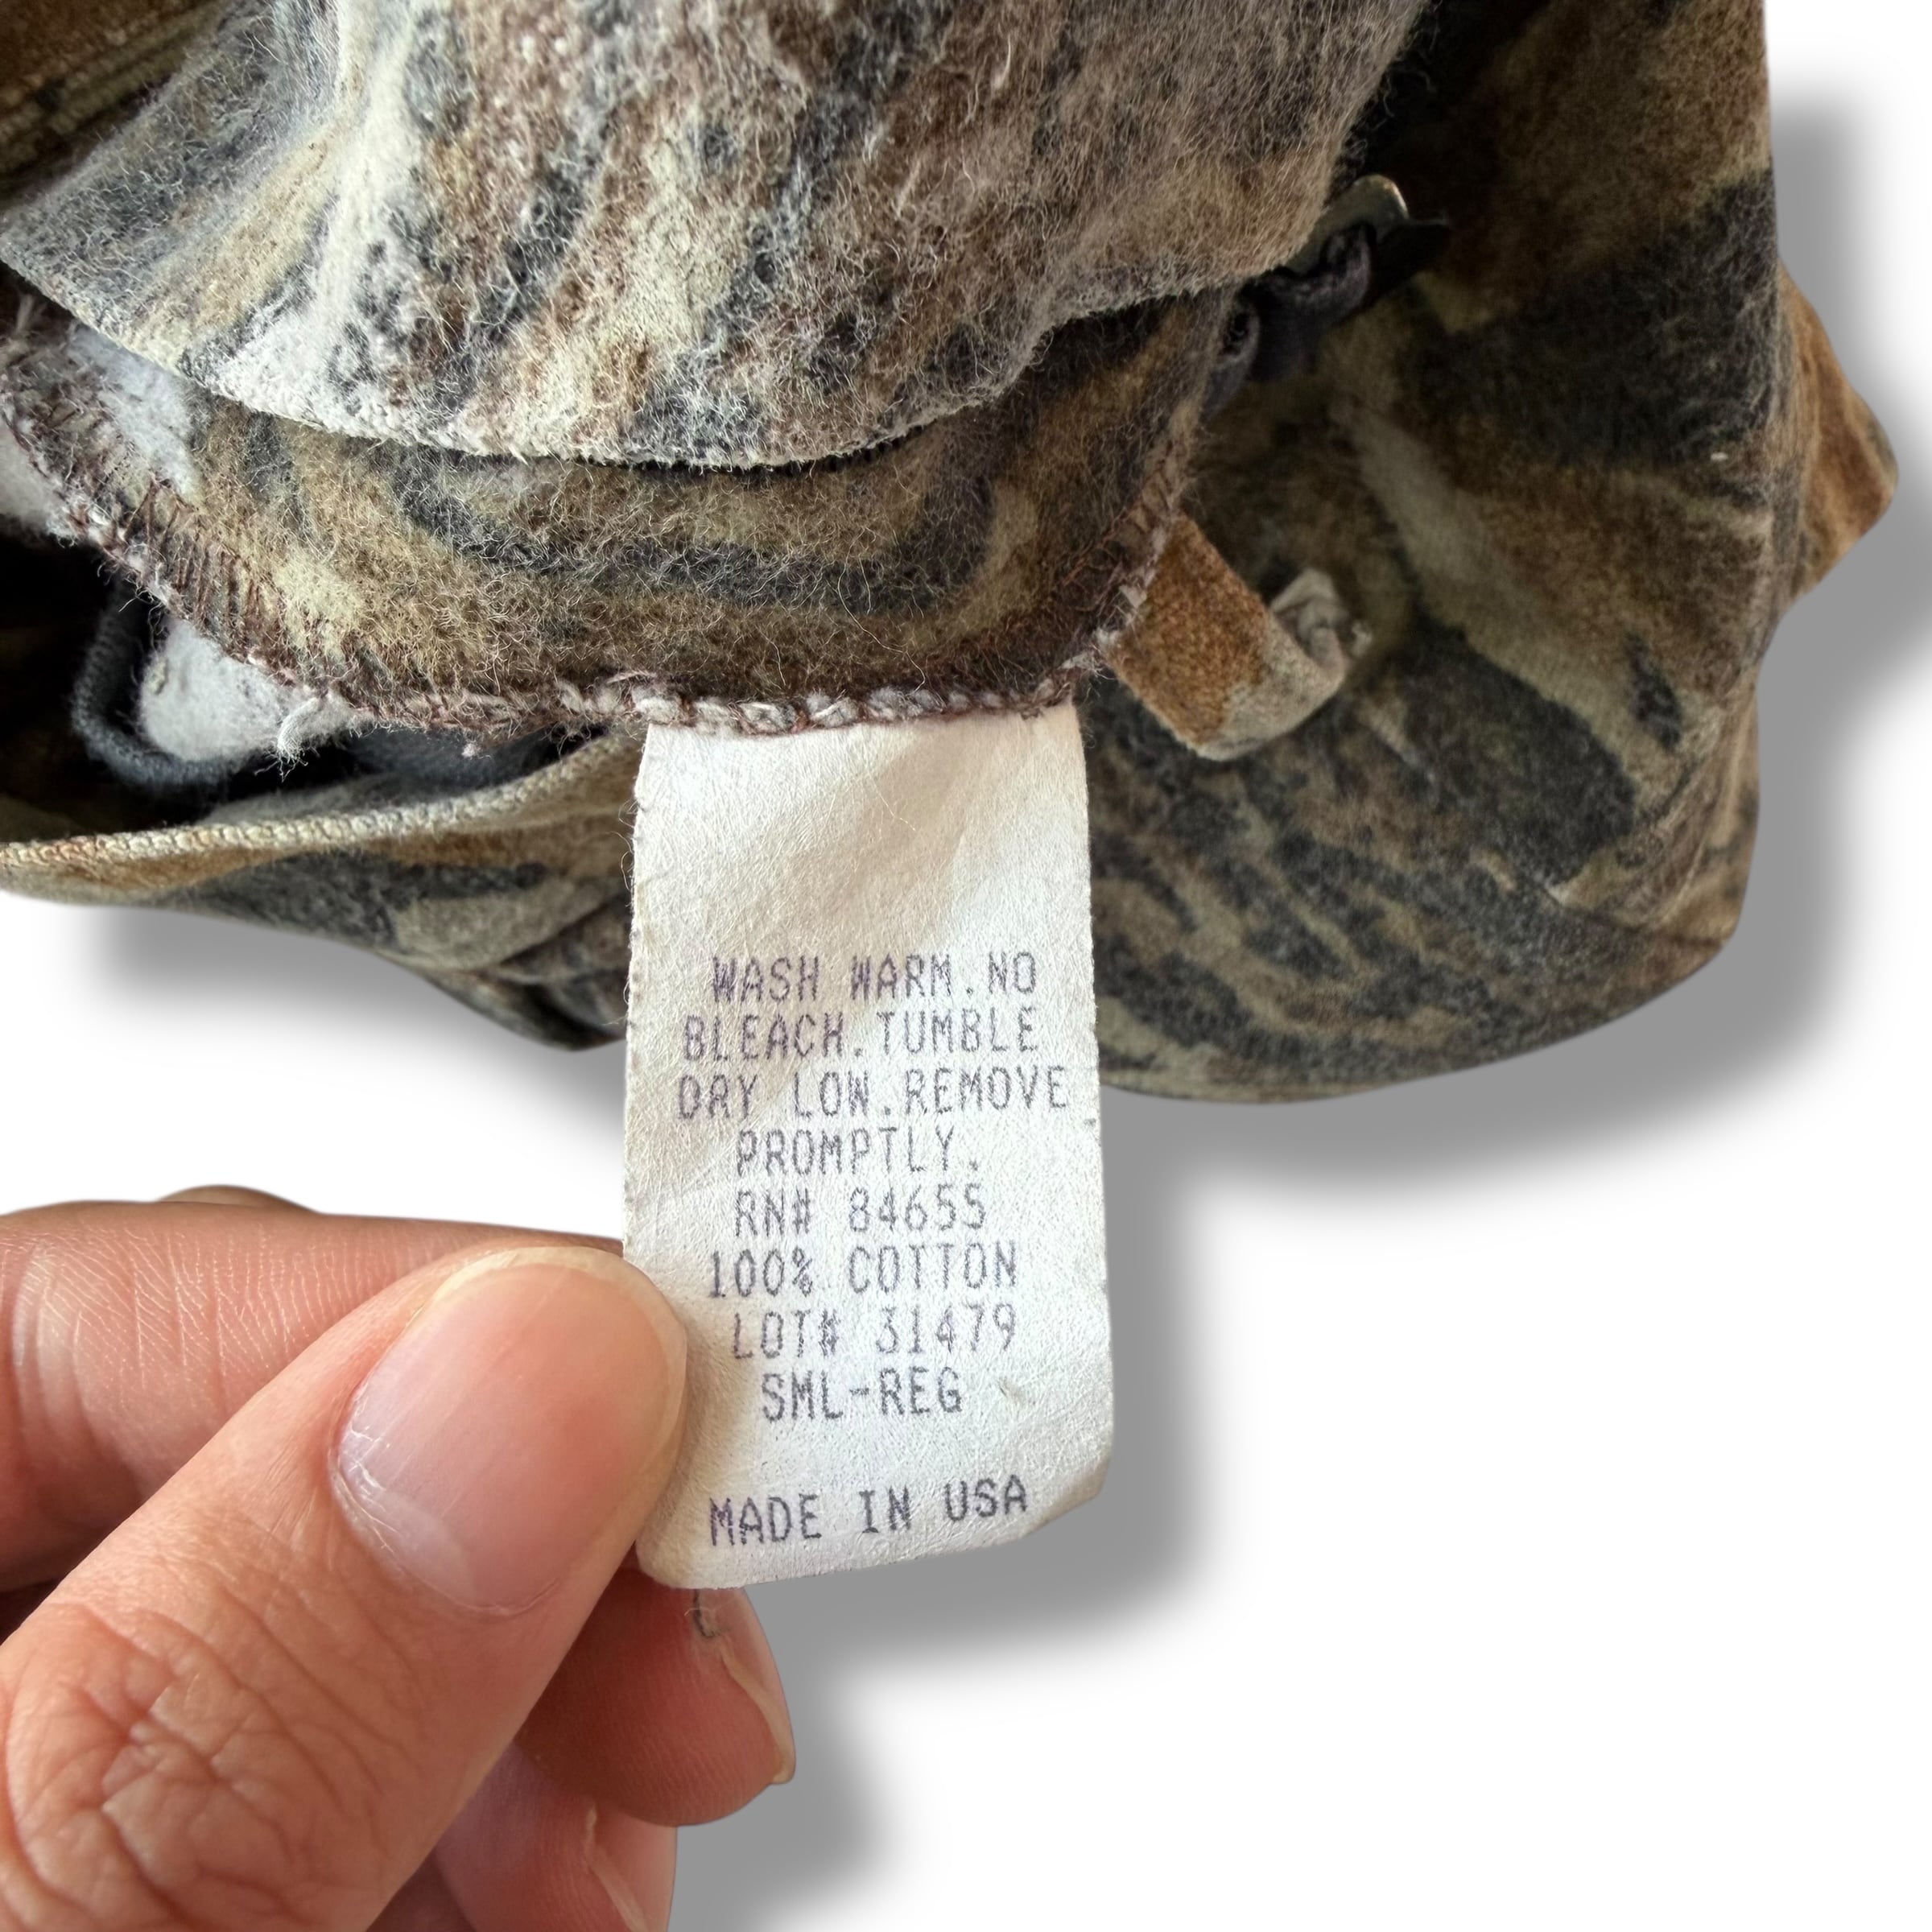 WASH WARM.NO
BLEACH.TUMBLE
DRY LOW.REMOVE
PROMPTLY.
RN# 84655
100% COTTON
LOT# 31479
SML-REG
MADE IN USA